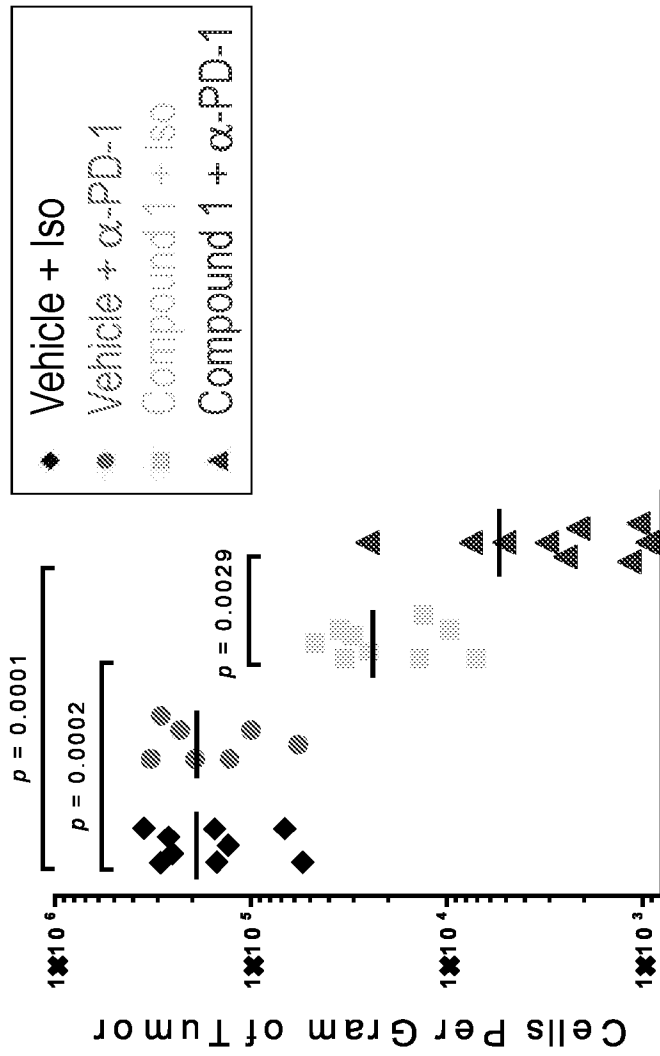 Cells Per Gram of Tumor
1✖10⁶
1✖10⁵
1✖10⁴
1✖10³
p = 0.0001
p = 0.0002
p = 0.0029
Vehicle + Iso
Vehicle + α-PD-1
Compound 1 + Iso
Compound 1 + α-PD-1